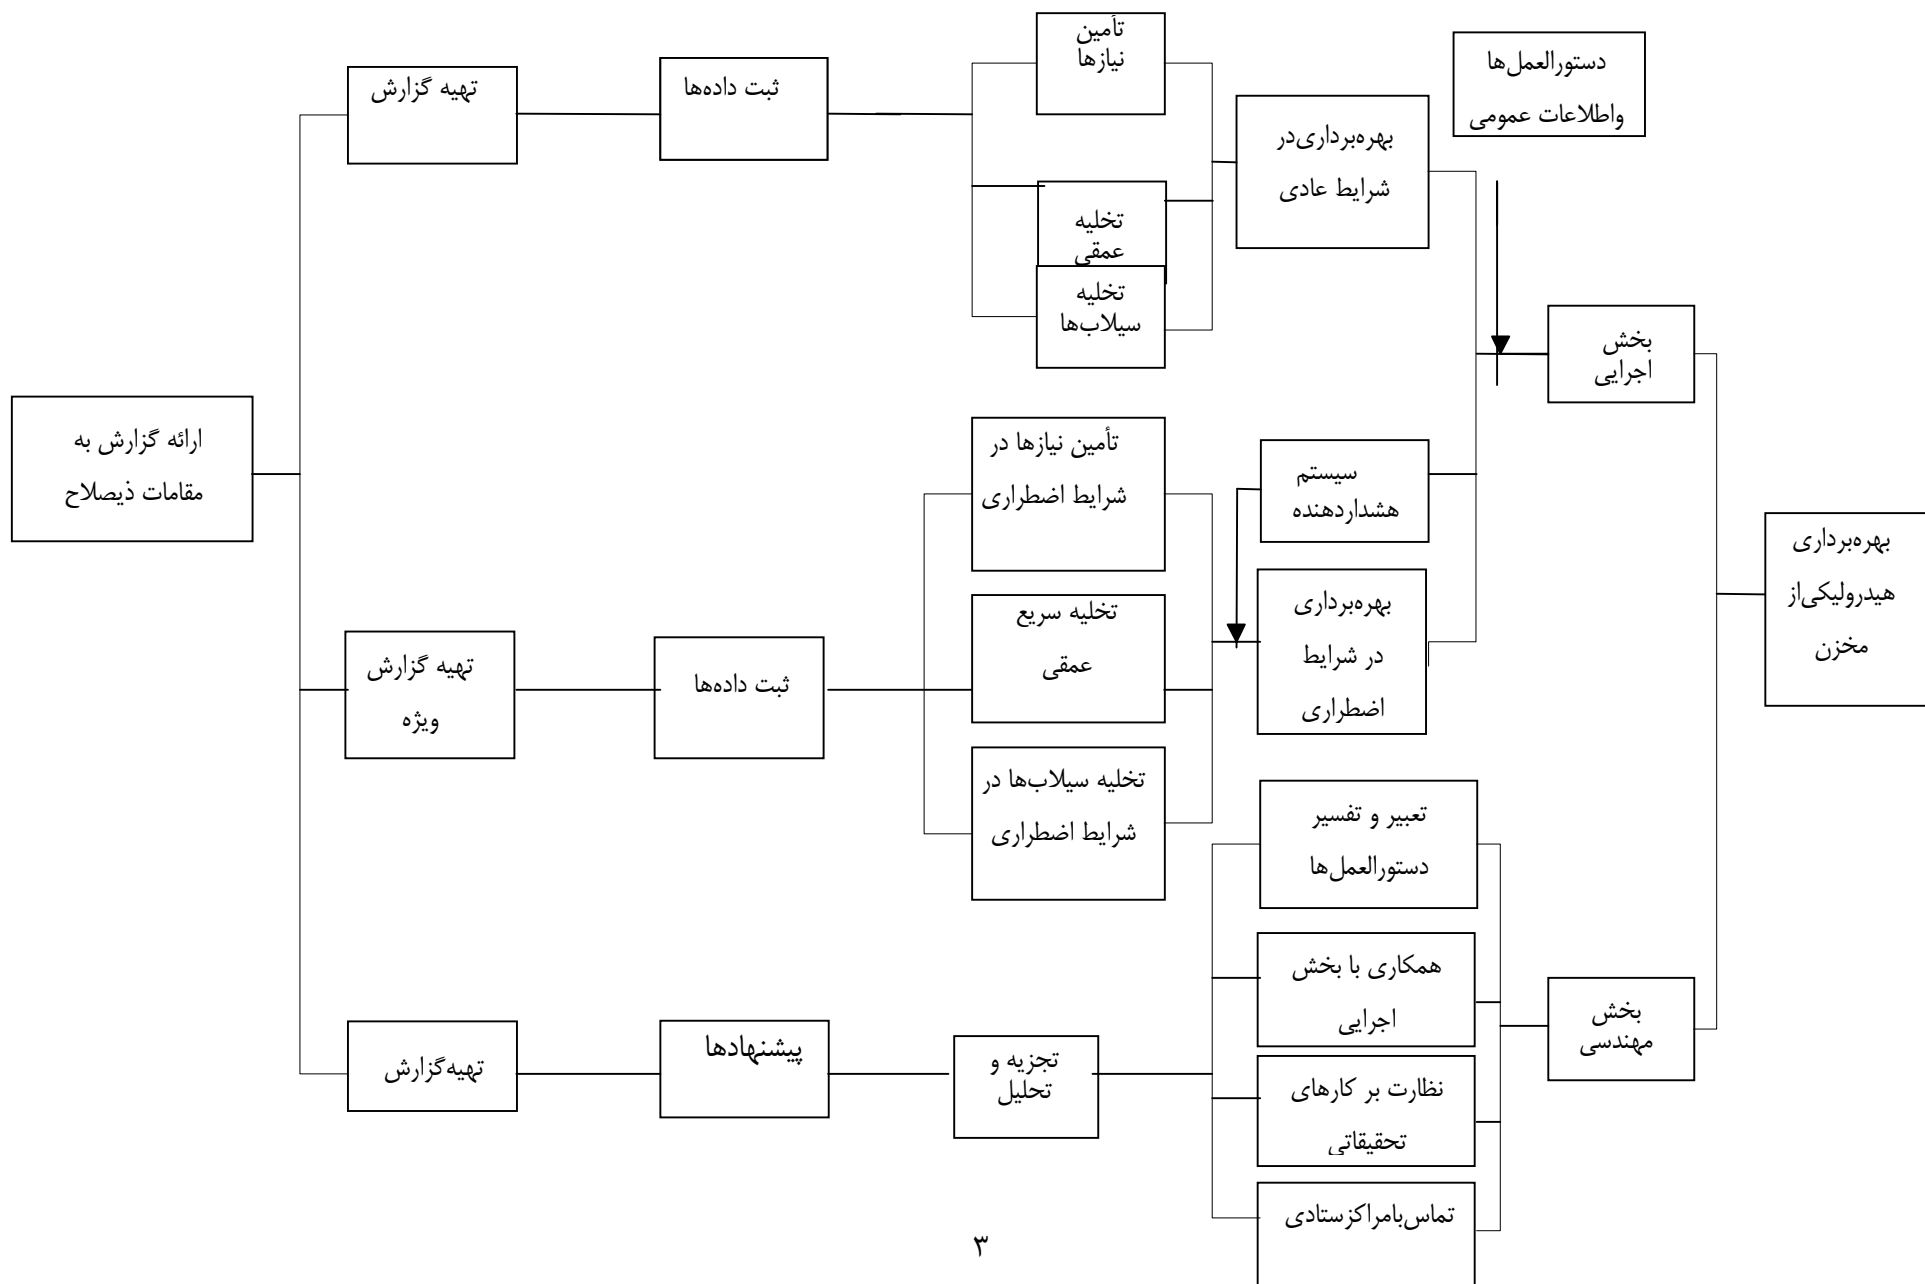 دستورالعمل‌ها
واطلاعات عمومی
بهره‌برداری
هیدرولیکی‌از
مخزن
بخش
اجرایی
بهره‌برداری‌در
شرایط عادی
تأمین
نیازها
تخلیه
عمقی
تخلیه
سیلاب‌ها
ثبت داده‌ها
تهیه گزارش
سیستم
هشداردهنده
بهره‌برداری
در شرایط
اضطراری
تأمین نیازها در
شرایط اضطراری
تخلیه سریع
عمقی
تخلیه سیلاب‌ها در
شرایط اضطراری
ثبت داده‌ها
تهیه گزارش
ویژه
بخش
مهندسی
تعبیر و تفسیر
دستورالعمل‌ها
همکاری با بخش
اجرایی
نظارت بر کارهای
تحقیقاتی
تماس‌بامراکزستادی
تجزیه و
تحلیل
پیشنهادها
تهیه‌گزارش
ارائه گزارش به
مقامات ذیصلاح
۳